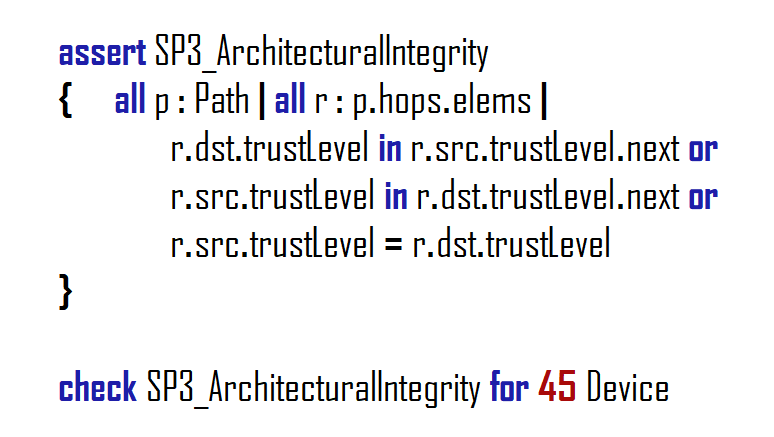 assert SP3_ArchitecturalIntegrity
{ all p : Path | all r : p.hops.elems |
r.dst.trustLevel in r.src.trustLevel.next or
r.src.trustLevel in r.dst.trustLevel.next or
r.src.trustLevel = r.dst.trustLevel
}
check SP3_ArchitecturalIntegrity for 45 Device